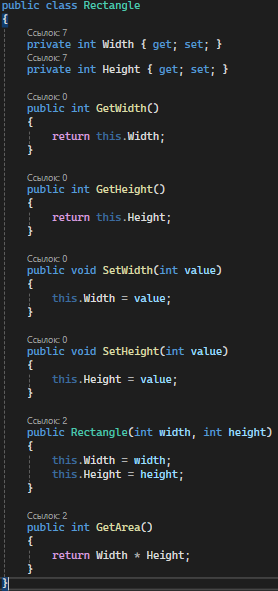 public class Rectangle
{
Ссылок: 7
private int Width { get; set; }
Ссылок: 7
private int Height { get; set; }
Ссылок: 0
public int GetWidth()
{
return this.Width;
}
Ссылок: 0
public int GetHeight()
{
return this.Height;
}
Ссылок: 0
public void SetWidth(int value)
{
this.Width = value;
}
Ссылок: 0
public void SetHeight(int value)
{
this.Height = value;
}
Ссылок: 2
public Rectangle(int width, int height)
{
this.Width = width;
this.Height = height;
}
Ссылок: 2
public int GetArea()
{
return Width * Height;
}
}